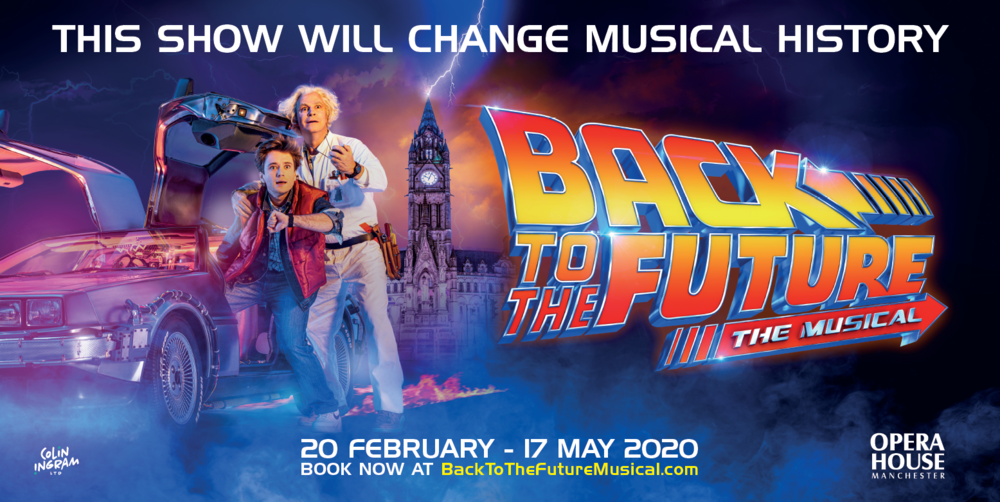 THIS SHOW WILL CHANGE MUSICAL HISTORY
BACK
TO THE FUTURE
THE MUSICAL
20 FEBRUARY - 17 MAY 2020
BOOK NOW AT BackToTheFutureMusical.com
COLIN
INGRAM
LTD
OPERA
HOUSE
MANCHESTER